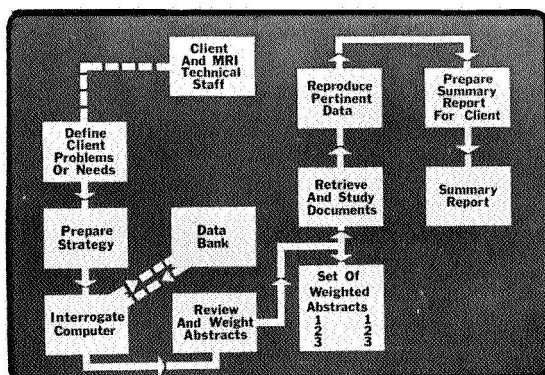 Client
And MRI
Technical
Staff
Define
Client
Problems
Or Needs
Prepare
Strategy
Interrogate
Computer
Data
Bank
Review
And Weight
Abstracts
Set Of
Weighted
Abstracts
1 1
2 2
3 3
Retrieve
And Study
Documents
Reproduce
Pertinent
Data
Prepare
Summary
Report
For Client
Summary
Report